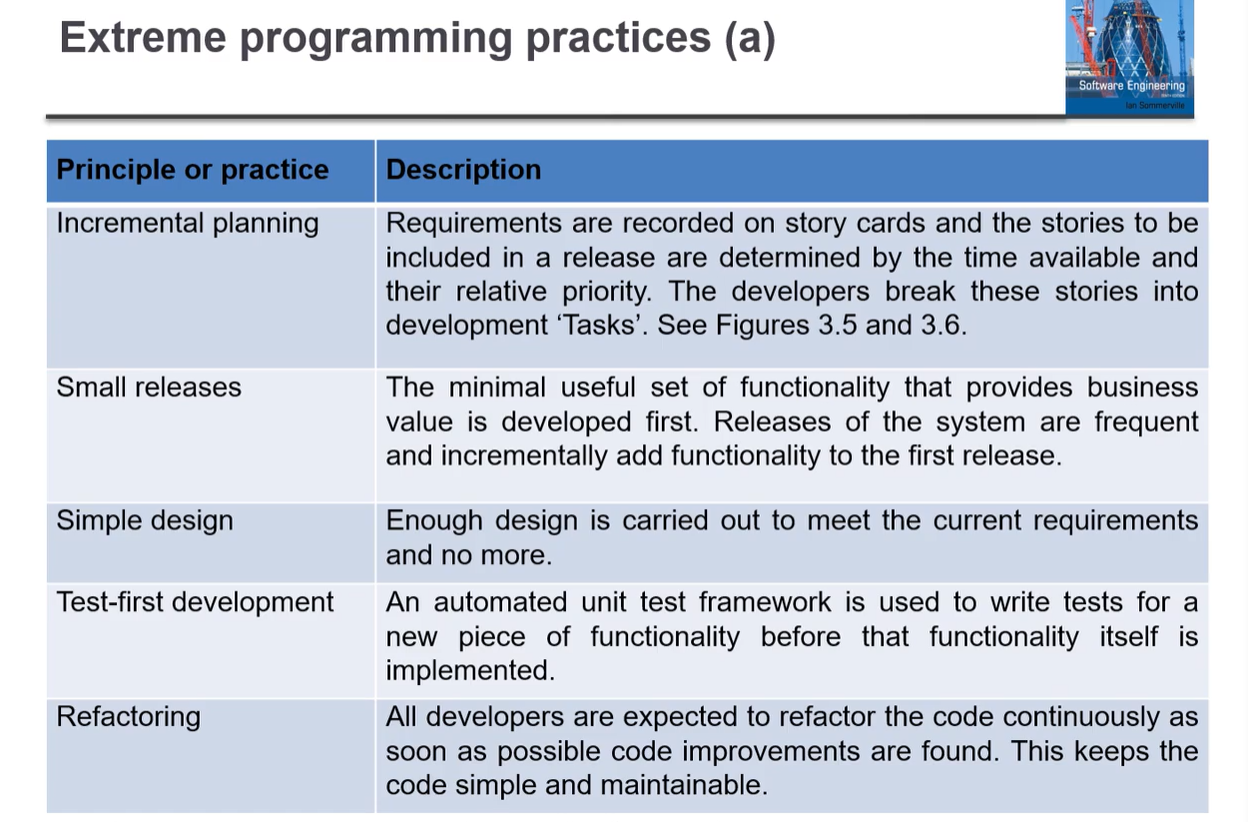 Extreme programming practices (a)
Software Engineering
Ian Sommerville
Principle or practice
Description
Incremental planning
Requirements are recorded on story cards and the stories to be
included in a release are determined by the time available and
their relative priority. The developers break these stories into
development ‘Tasks’. See Figures 3.5 and 3.6.
Small releases
The minimal useful set of functionality that provides business
value is developed first. Releases of the system are frequent
and incrementally add functionality to the first release.
Simple design
Enough design is carried out to meet the current requirements
and no more.
Test-first development
An automated unit test framework is used to write tests for a
new piece of functionality before that functionality itself is
implemented.
Refactoring
All developers are expected to refactor the code continuously as
soon as possible code improvements are found. This keeps the
code simple and maintainable.